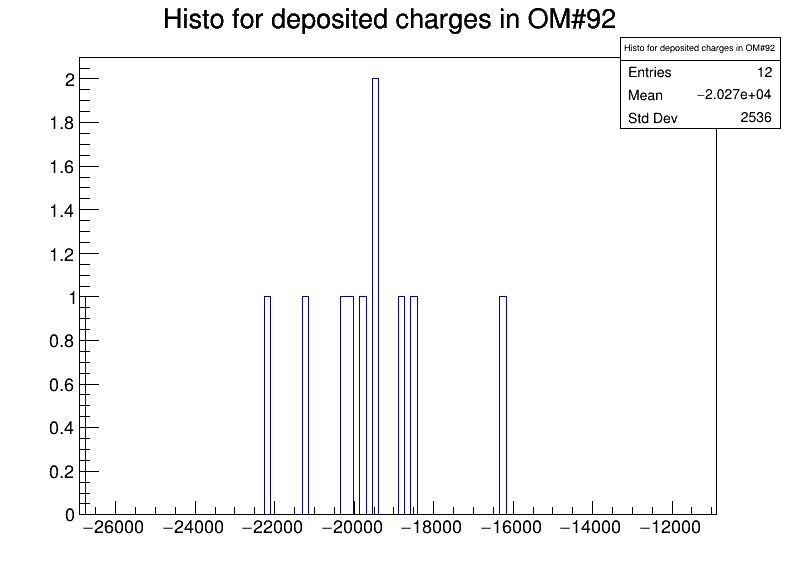 Histo for deposited charges in OM#92
Histo for deposited charges in OM#92
Entries 12
Mean −2.027e+04
Std Dev 2536
2
1.8
1.6
1.4
1.2
1
0.8
0.6
0.4
0.2
0
−26000 −24000 −22000 −20000 −18000 −16000 −14000 −12000